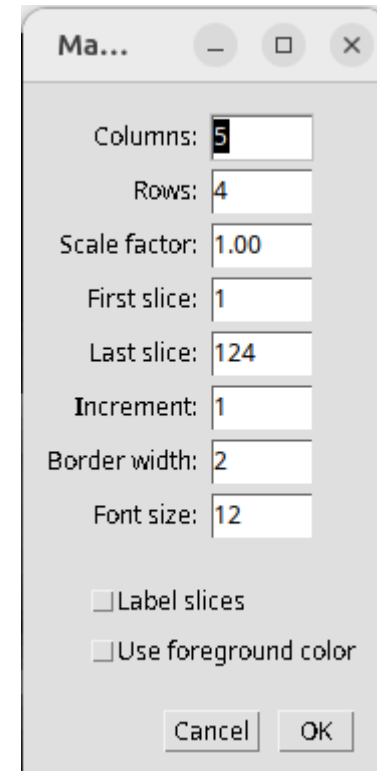 Ma...
Columns: 5
Rows: 4
Scale factor: 1.00
First slice: 1
Last slice: 124
Increment: 1
Border width: 2
Font size: 12
Label slices
Use foreground color
Cancel OK